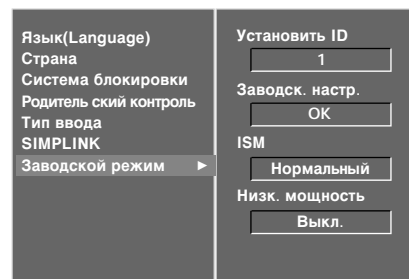 Язык(Language)
Страна
Система блокировки
Родитель ский контроль
Тип ввода
SIMPLINK
Заводской режим ►
Установить ID
1
Заводск. настр.
OK
ISM
Нормальный
Низк. мощность
Выкл.